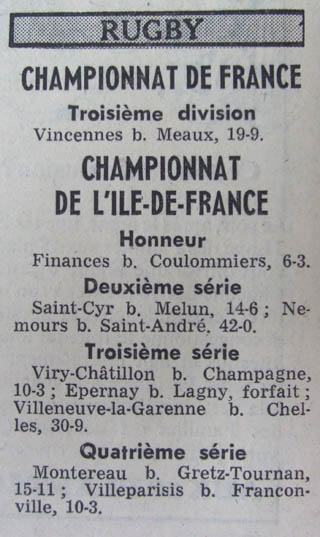 RUGBY
CHAMPIONNAT DE FRANCE
Troisième division
Vincennes b. Meaux, 19-9.
CHAMPIONNAT
DE L'ILE-DE-FRANCE
Honneur
Finances b. Coulommiers, 6-3.
Deuxième série
Saint-Cyr b. Melun, 14-6 ; Ne-
mours b. Saint-André, 42-0.
Troisième série
Viry-Châtillon b. Champagne,
10-3 ; Epernay b. Lagny, forfait ;
Villeneuve-la-Garenne b. Chel-
les, 30-9.
Quatrième série
Montereau b. Gretz-Tournan,
15-11 ; Villeparisis b. Francon-
ville, 10-3.